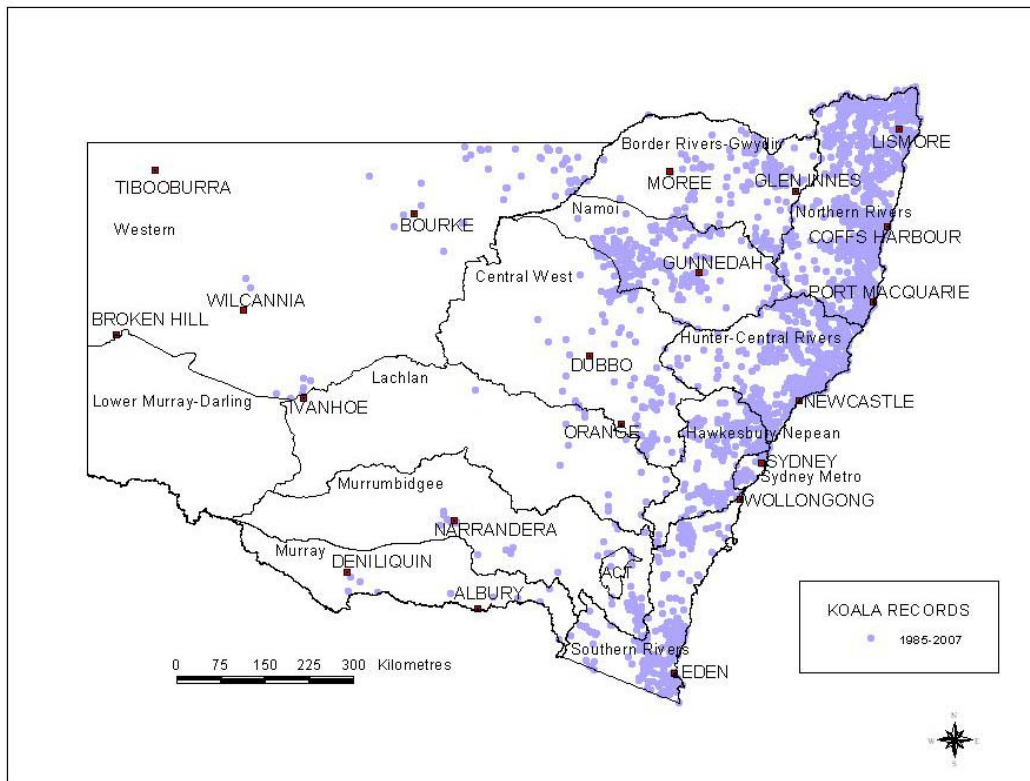 LISMORE
Border Rivers-Gwydir
TIBOOBURRA
MOREE
GLEN INNES
Namoi
Northern Rivers
BOURKE
Western
COFFS HARBOUR
GUNNEDAH
Central West
WILCANNIA
PORT MACQUARIE
BROKEN HILL
Hunter-Central Rivers
DUBBO
Lachlan
Lower Murray-Darling
IVANHOE
NEWCASTLE
ORANGE
Hawkesbury-Nepean
SYDNEY
Sydney Metro
Murrumbidgee
WOLLONGONG
NARRANDERA
Murray
DENILIQUIN
ACT
ALBURY
KOALA RECORDS
1985-2007
Southern Rivers
0 75 150 225 300 Kilometres
EDEN
N
W E
S